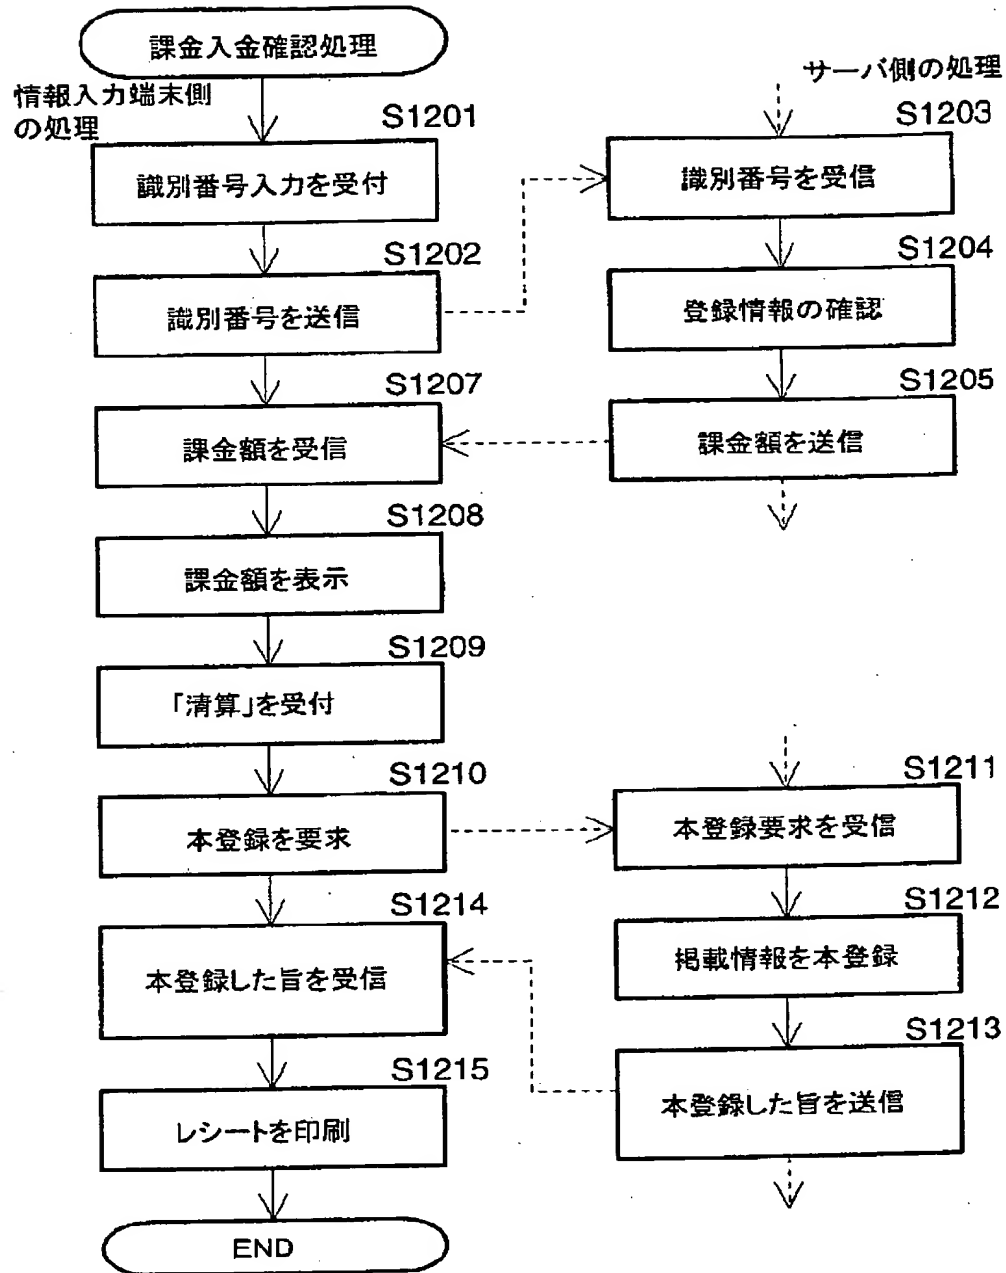 課金入金確認処理
情報入力端末側
の処理
サーバ側の処理
S1201
識別番号入力を受付
S1202
識別番号を送信
S1203
識別番号を受信
S1204
登録情報の確認
S1205
課金額を送信
S1207
課金額を受信
S1208
課金額を表示
S1209
「清算」を受付
S1210
本登録を要求
S1211
本登録要求を受信
S1212
掲載情報を本登録
S1213
本登録した旨を送信
S1214
本登録した旨を受信
S1215
レシートを印刷
END